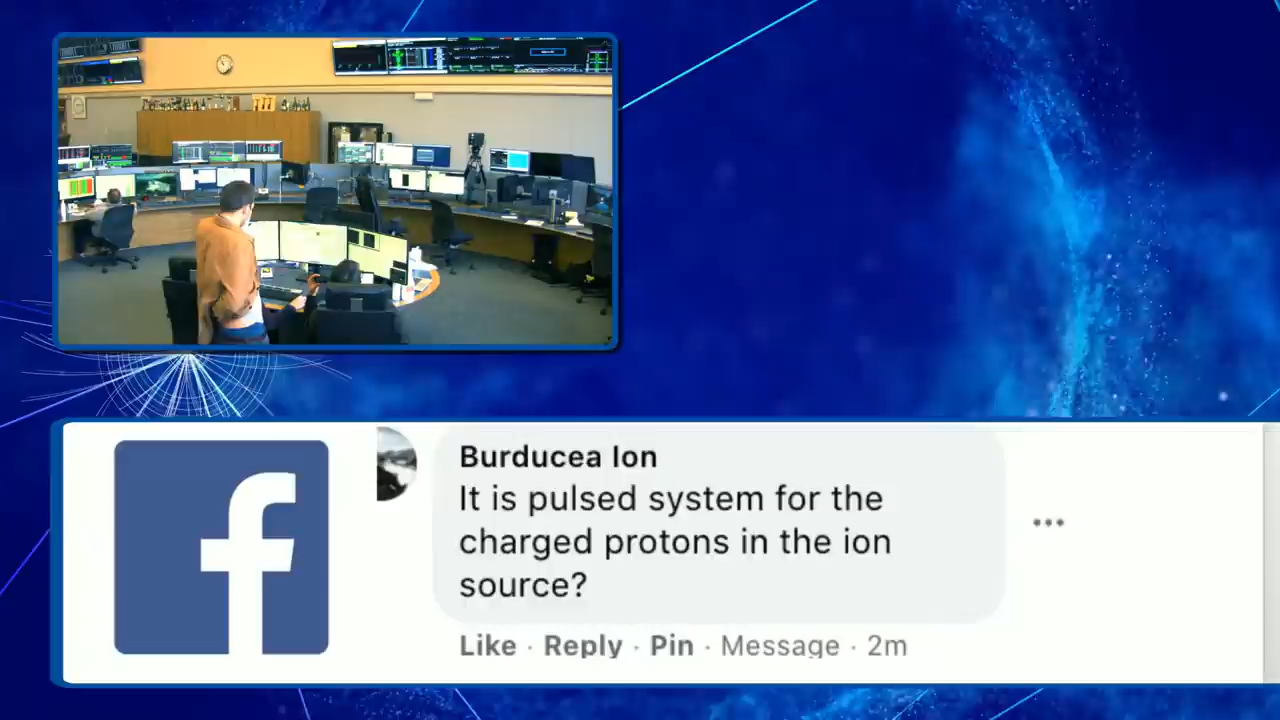 Burducea Ion
It is pulsed system for the
charged protons in the ion
source?
Like · Reply · Pin · Message · 2m